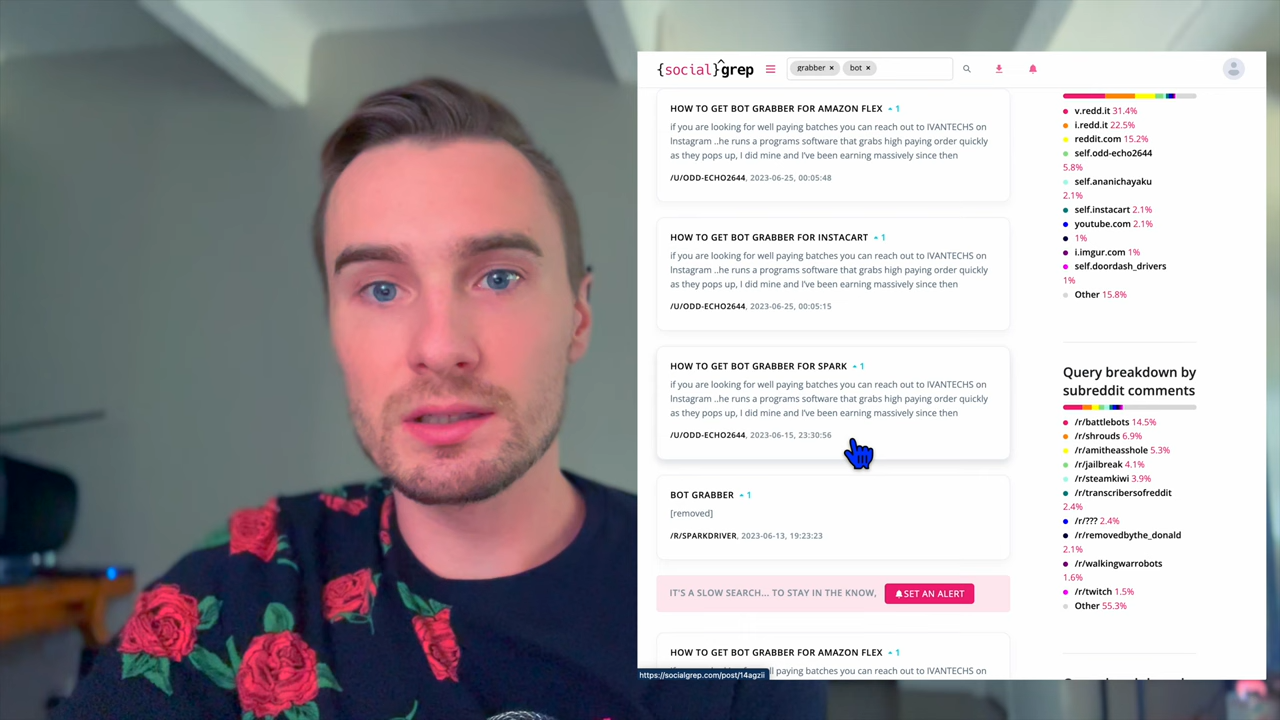 {social}^grep
grabber ×
bot ×
HOW TO GET BOT GRABBER FOR AMAZON FLEX 1
if you are looking for well paying batches you can reach out to IVANTECHS on
Instagram ..he runs a programs software that grabs high paying order quickly
as they pops up, I did mine and I've been earning massively since then
/U/ODD-ECHO2644, 2023-06-25, 00:05:48
HOW TO GET BOT GRABBER FOR INSTACART 1
if you are looking for well paying batches you can reach out to IVANTECHS on
Instagram ..he runs a programs software that grabs high paying order quickly
as they pops up, I did mine and I've been earning massively since then
/U/ODD-ECHO2644, 2023-06-25, 00:05:15
HOW TO GET BOT GRABBER FOR SPARK 1
if you are looking for well paying batches you can reach out to IVANTECHS on
Instagram ..he runs a programs software that grabs high paying order quickly
as they pops up, I did mine and I've been earning massively since then
/U/ODD-ECHO2644, 2023-06-15, 23:30:56
BOT GRABBER 1
[removed]
/R/SPARKDRIVER, 2023-06-13, 19:23:23
IT'S A SLOW SEARCH... TO STAY IN THE KNOW,
SET AN ALERT
HOW TO GET BOT GRABBER FOR AMAZON FLEX 1
ll paying batches you can reach out to IVANTECHS on
https://socialgrep.com/post/14agzii
v.redd.it 31.4%
i.redd.it 22.5%
reddit.com 15.2%
self.odd-echo2644
5.8%
self.ananichayaku
2.1%
self.instacart 2.1%
youtube.com 2.1%
1%
i.imgur.com 1%
self.doordash_drivers
1%
Other 15.8%
Query breakdown by
subreddit comments
/r/battlebots 14.5%
/r/shrouds 6.9%
/r/amitheasshole 5.3%
/r/jailbreak 4.1%
/r/steamkiwi 3.9%
/r/transcribersofreddit
2.4%
/r/??? 2.4%
/r/removedbythe_donald
2.1%
/r/walkingwarrobots
1.6%
/r/twitch 1.5%
Other 55.3%